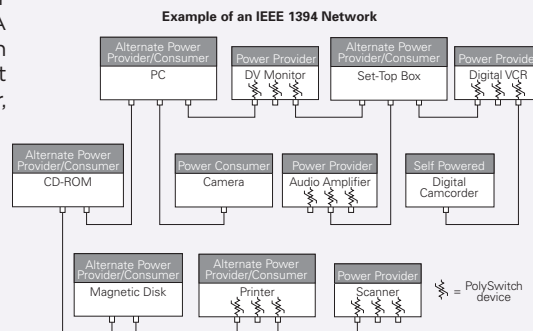 A
n
t
r,
Example of an IEEE 1394 Network
Alternate Power
Provider/Consumer
PC
Power Provider
DV Monitor
Alternate Power
Provider/Consumer
Set-Top Box
Power Provide
Digital VCR
Alternate Power
Provider/Consumer
CD-ROM
Power Consumer
Camera
Power Provider
Audio Amplifier
Self Powered
Digital
Camcorder
Alternate Power
Provider/Consumer
Magnetic Disk
Alternate Power
Provider/Consumer
Printer
Power Provider
Scanner
= PolySwitch
device